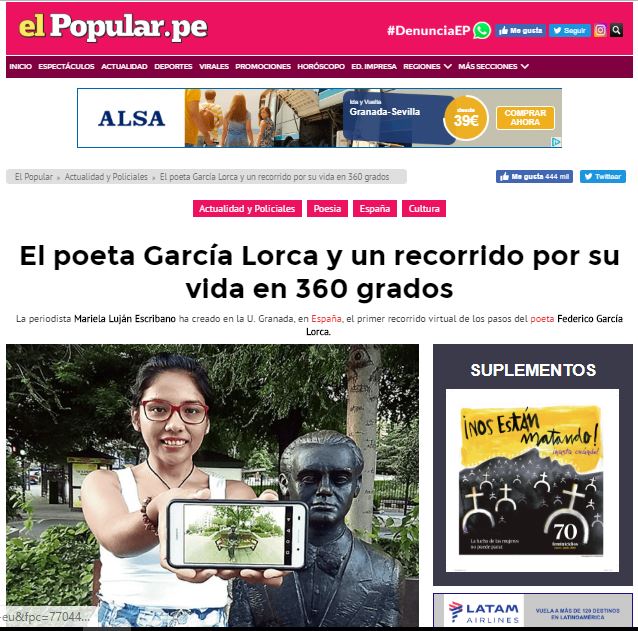 el Popular.pe
#DenunciaEP
Me gusta
Seguir
INICIO ESPECTÁCULOS ACTUALIDAD DEPORTES VIRALES PROMOCIONES HORÓSCOPO ED. IMPRESA REGIONES MÁS SECCIONES
ALSA
Ida y Vuelta
Granada-Sevilla
desde
39€
COMPRAR
AHORA
El Popular » Actualidad y Policiales » El poeta García Lorca y un recorrido por su vida en 360 grados
Me gusta 444 mil
Twittear
Actualidad y Policiales Poesia España Cultura
El poeta García Lorca y un recorrido por su
vida en 360 grados
La periodista Mariela Luján Escribano ha creado en la U. Granada, en España, el primer recorrido virtual de los pasos del poeta Federico García
Lorca.
SUPLEMENTOS
¡NOS ESTÁN
matando!
¡hasta cuándo!
La lucha de las mujeres
no puede parar
70
feminicidios
-eu&fpc=77044...
LATAM
AIRLINES
VUELA A MÁS DE 120 DESTINOS
EN LATINOAMÉRICA